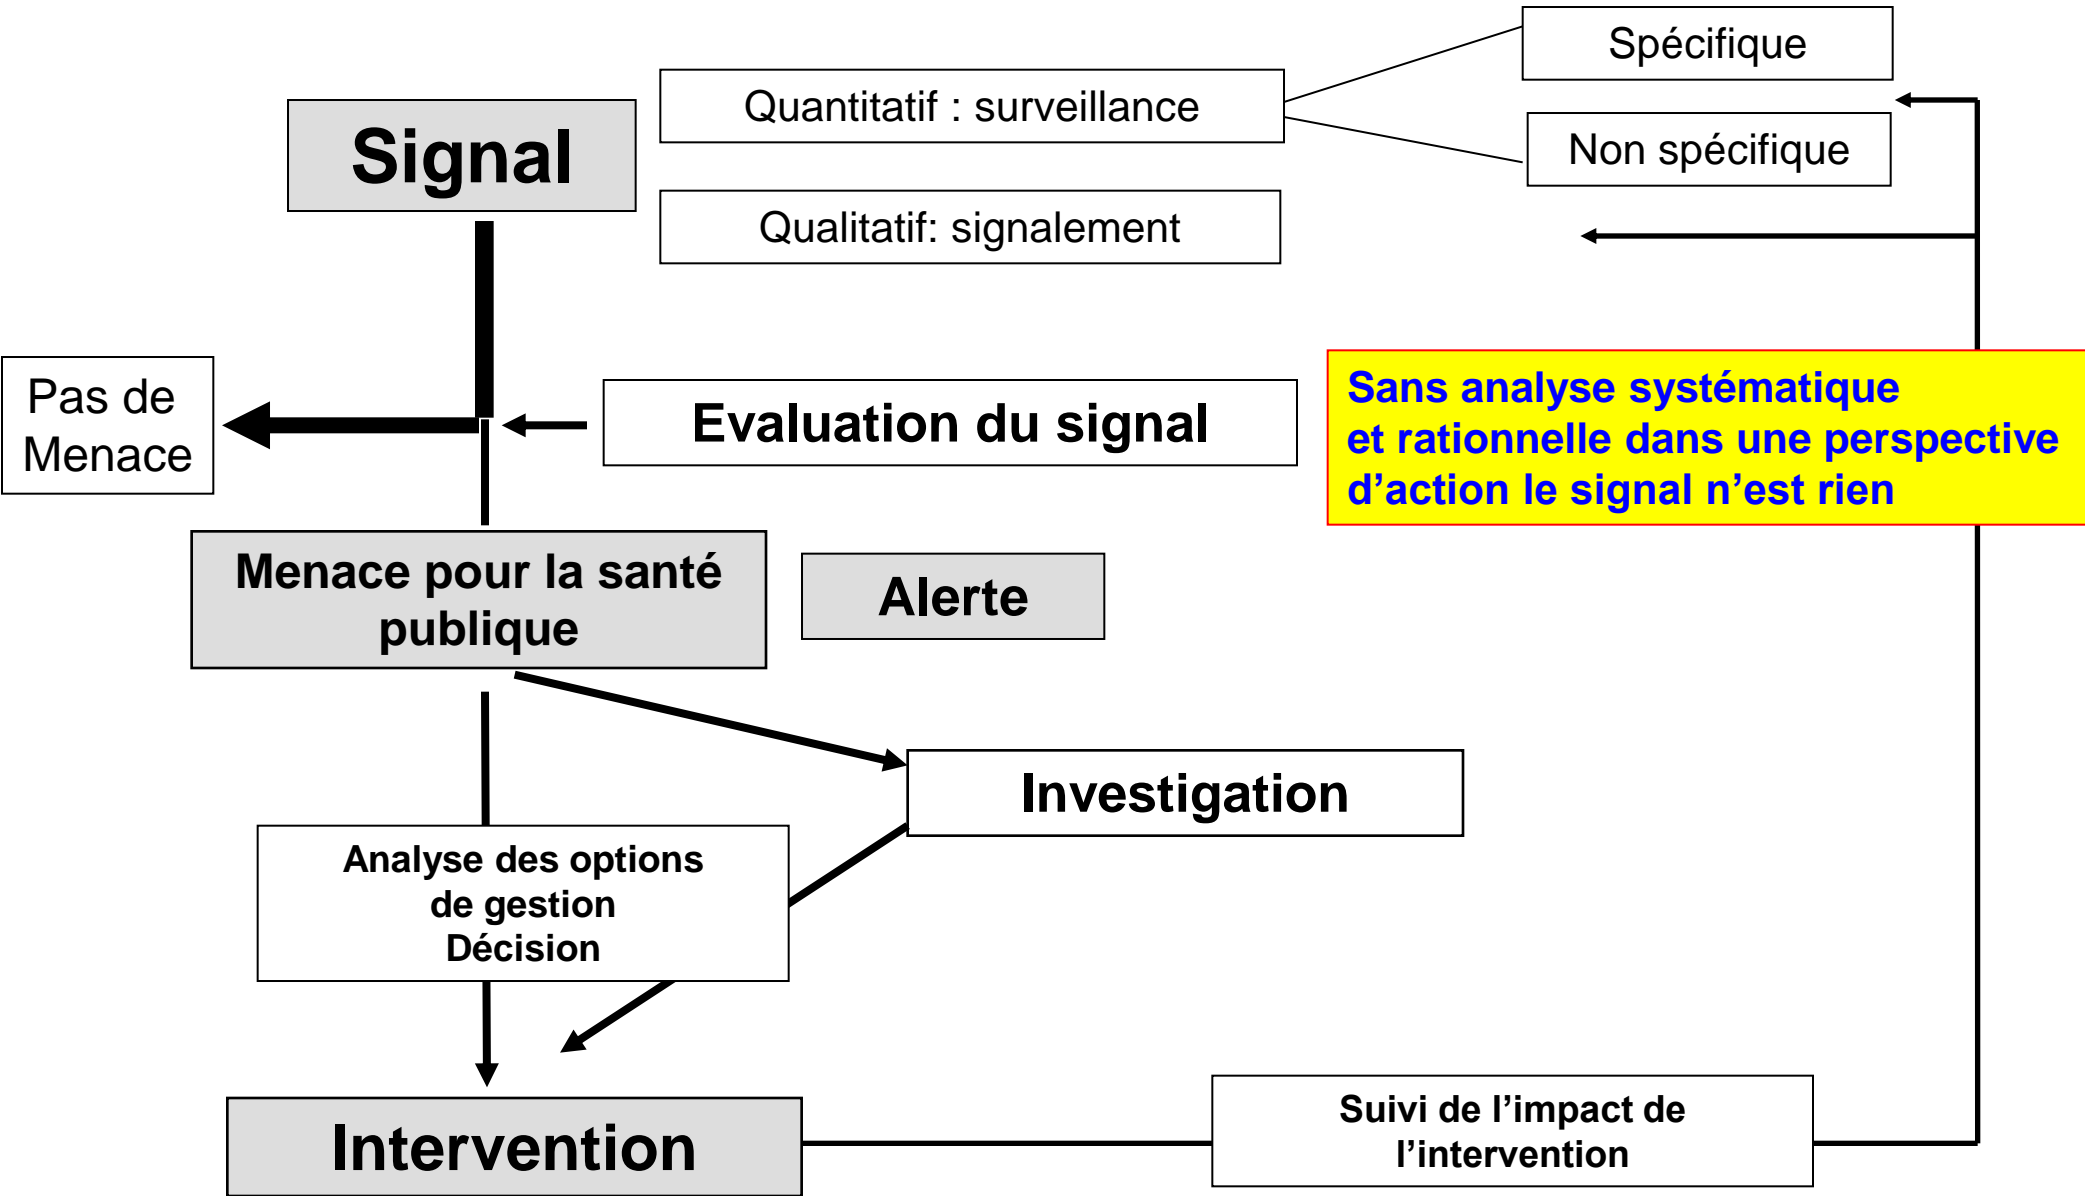 Spécifique
Quantitatif : surveillance
Signal
Non spécifique
Qualitatif: signalement
Pas de
Menace
Evaluation du signal
Sans analyse systématique
et rationnelle dans une perspective
d’action le signal n’est rien
Menace pour la santé
publique
Alerte
Investigation
Analyse des options
de gestion
Décision
Intervention
Suivi de l’impact de
l’intervention